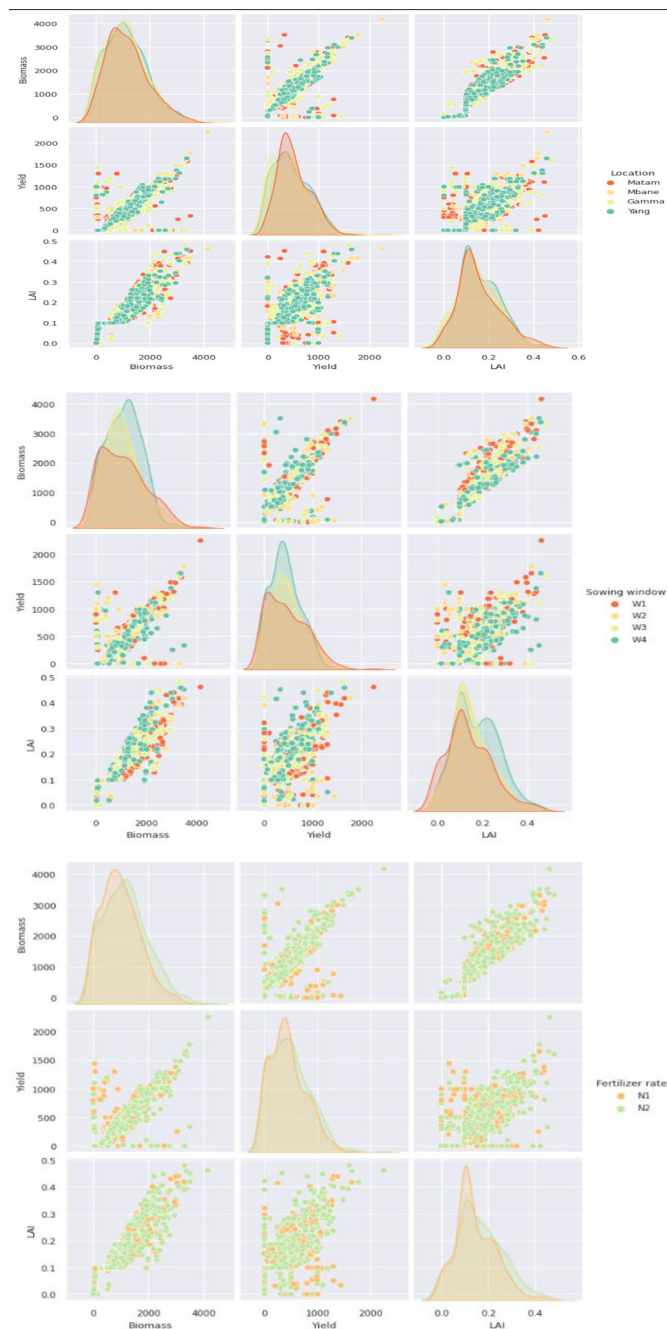 4000
3000
2000
1000
0
Biomass
2000
1500
1000
500
0
Yield
0.5
0.4
0.3
0.2
0.1
0.0
LAI
0 2000 4000
0 1000 2000
0.0 0.2 0.4 0.6
Biomass Yield LAI
Location
Matam
Mbane
Gamma
Yang
4000
3000
2000
1000
0
Biomass
2000
1500
1000
500
0
Yield
0.5
0.4
0.3
0.2
0.1
0.0
LAI
0 2000 4000
0 1000 2000
0.0 0.2 0.4
Biomass Yield LAI
Sowing window
W1
W2
W3
W4
4000
3000
2000
1000
0
Biomass
2000
1500
1000
500
0
Yield
0.5
0.4
0.3
0.2
0.1
0.0
LAI
0 2000 4000
0 1000 2000
0.0 0.2 0.4
Biomass Yield LAI
Fertilizer rate
N1
N2